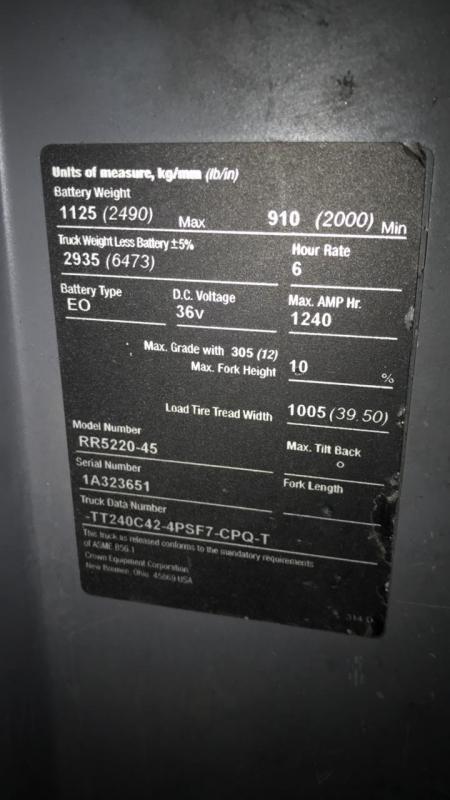 Units of measure, kg/mm (lb/in)
Battery Weight
1125 (2490) Max 910 (2000) Min
Truck Weight Less Battery ±5%
2935 (6473)
Hour Rate
6
Battery Type
EO
D.C. Voltage
36v
Max. AMP Hr.
1240
Max. Grade with 305 (12)
Max. Fork Height 10 %
Load Tire Tread Width 1005 (39.50)
Model Number
RR5220-45
Max. Tilt Back
°
Serial Number
1A323651
Fork Length
Truck Data Number
-TT240C42-4PSF7-CPQ-T
This truck as released conforms to the mandatory requirements
of ASME B56.1
Crown Equipment Corporation
New Bremen, Ohio 45869 USA